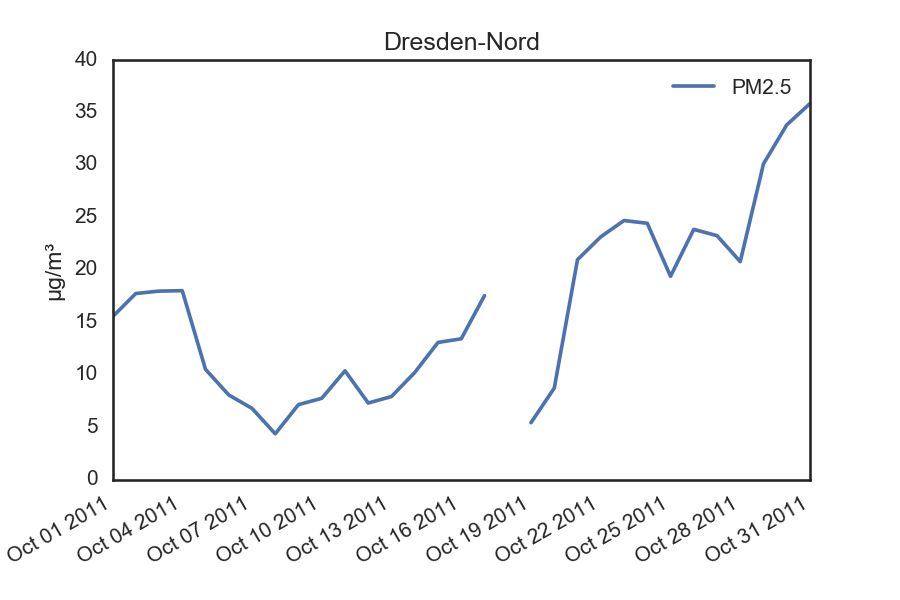 Dresden-Nord
40
35
30
25
20
15
10
5
0
µg/m³
PM2.5
Oct 01 2011
Oct 04 2011
Oct 07 2011
Oct 10 2011
Oct 13 2011
Oct 16 2011
Oct 19 2011
Oct 22 2011
Oct 25 2011
Oct 28 2011
Oct 31 2011